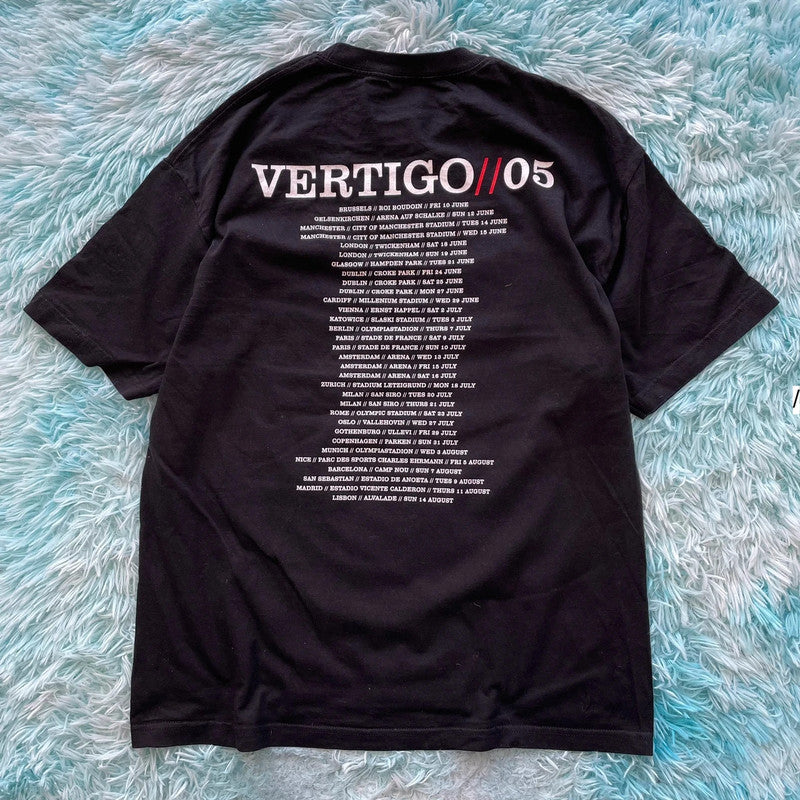 VERTIGO//05
BRUSSELS // ROI BOUDOIN // FRI 10 JUNE
GELSENKIRCHEN // ARENA AUF SCHALKE // SUN 12 JUNE
MANCHESTER // CITY OF MANCHESTER STADIUM // TUES 14 JUNE
MANCHESTER // CITY OF MANCHESTER STADIUM // WED 15 JUNE
LONDON // TWICKENHAM // SAT 18 JUNE
LONDON // TWICKENHAM // SUN 19 JUNE
GLASGOW // HAMPDEN PARK // TUES 21 JUNE
DUBLIN // CROKE PARK // FRI 24 JUNE
DUBLIN // CROKE PARK // SAT 25 JUNE
DUBLIN // CROKE PARK // MON 27 JUNE
CARDIFF // MILLENIUM STADIUM // WED 29 JUNE
VIENNA // ERNST HAPPEL // SAT 2 JULY
KATOWICE // SLASKI STADIUM // TUES 5 JULY
BERLIN // OLYMPIASTADION // THURS 7 JULY
PARIS // STADE DE FRANCE // SAT 9 JULY
PARIS // STADE DE FRANCE // SUN 10 JULY
AMSTERDAM // ARENA // WED 13 JULY
AMSTERDAM // ARENA // FRI 15 JULY
AMSTERDAM // ARENA // SAT 16 JULY
ZURICH // STADIUM LETZIGRUND // MON 18 JULY
MILAN // SAN SIRO // TUES 20 JULY
MILAN // SAN SIRO // THURS 21 JULY
ROME // OLYMPIC STADIUM // SAT 23 JULY
OSLO // VALLEHOVIN // WED 27 JULY
GOTHENBURG // ULLEVI // FRI 29 JULY
COPENHAGEN // PARKEN // SUN 31 JULY
MUNICH // OLYMPIASTADION // WED 3 AUGUST
NICE // PARC DES SPORTS CHARLES EHRMANN // FRI 5 AUGUST
BARCELONA // CAMP NOU // SUN 7 AUGUST
SAN SEBASTIAN // ESTADIO DE ANOETA // TUES 9 AUGUST
MADRID // ESTADIO VICENTE CALDERON // THURS 11 AUGUST
LISBON // ALVALADE // SUN 14 AUGUST